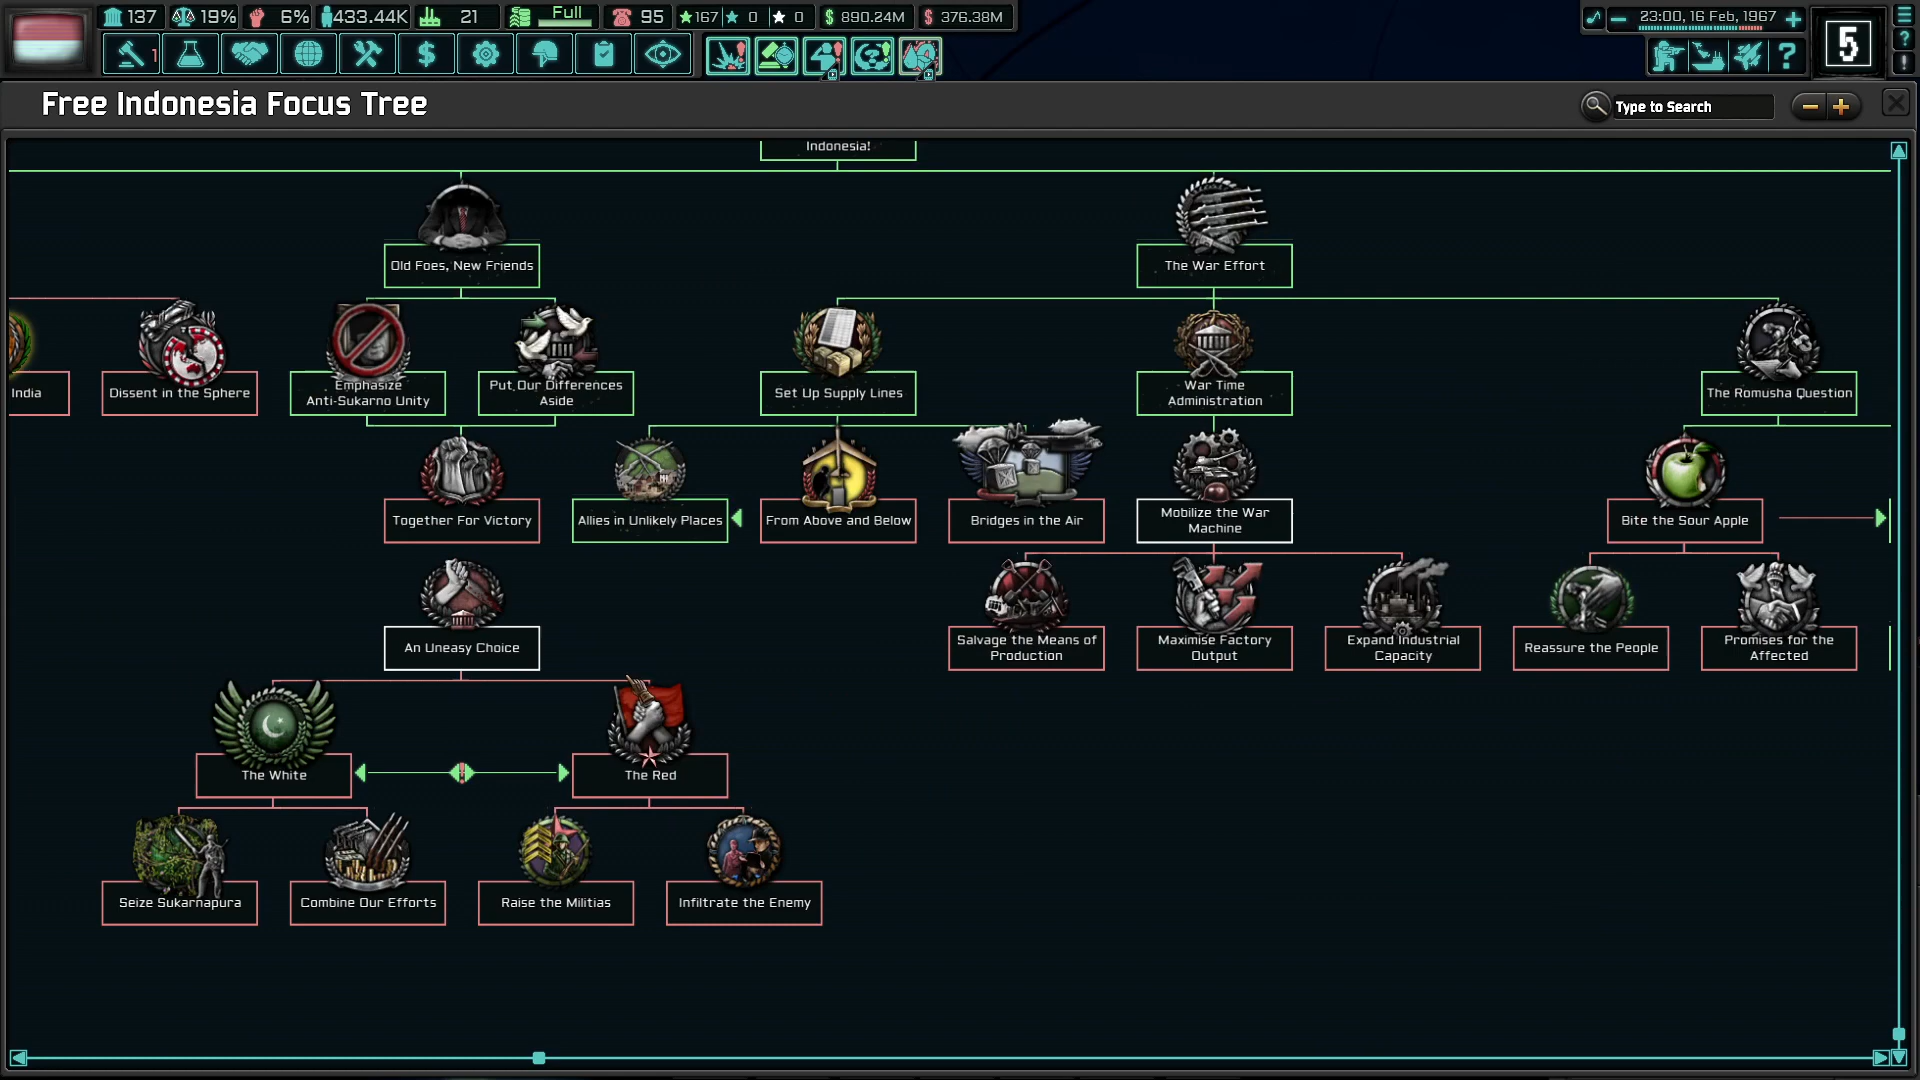 137
19%
6%
433.44K
21
Full
95
167
0
0
890.24M
376.38M
23:00, 16 Feb, 1967
5
1
Free Indonesia Focus Tree
Type to Search
Indonesia!
Old Foes, New Friends
The War Effort
India
Dissent in the Sphere
Emphasize
Anti-Sukarno Unity
Put Our Differences
Aside
Set Up Supply Lines
War Time
Administration
The Romusha Question
Together For Victory
Allies in Unlikely Places
From Above and Below
Bridges in the Air
Mobilize the War
Machine
Bite the Sour Apple
An Uneasy Choice
Salvage the Means of
Production
Maximise Factory
Output
Expand Industrial
Capacity
Reassure the People
Promises for the
Affected
The White
The Red
Seize Sukarnapura
Combine Our Efforts
Raise the Militias
Infiltrate the Enemy